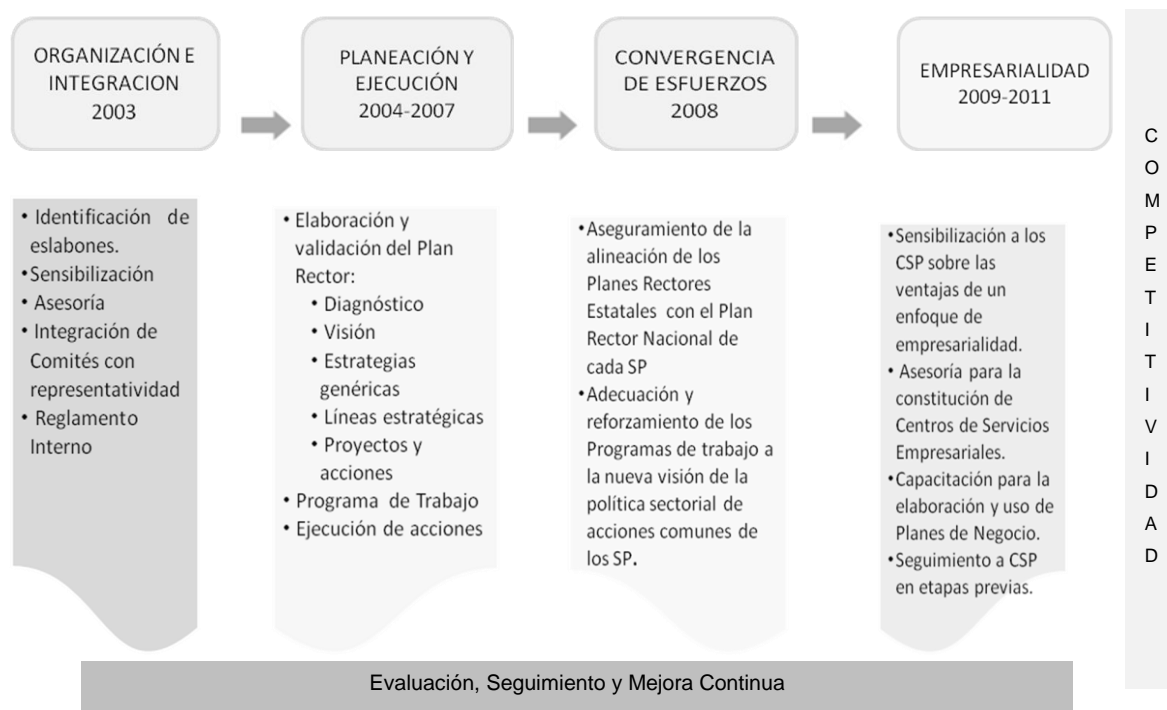 ORGANIZACIÓN E
INTEGRACION
2003
PLANEACIÓN Y
EJECUCIÓN
2004-2007
CONVERGENCIA
DE ESFUERZOS
2008
EMPRESARIALIDAD
2009-2011
• Identificación de
eslabones.
•Sensibilización
• Asesoría
• Integración de
Comités con
representatividad
• Reglamento
Interno
• Elaboración y
validación del Plan
Rector:
• Diagnóstico
• Visión
• Estrategias
genéricas
• Líneas estratégicas
• Proyectos y
acciones
• Programa de Trabajo
• Ejecución de acciones
•Aseguramiento de la
alineación de los
Planes Rectores
Estatales con el Plan
Rector Nacional de
cada SP
•Adecuación y
reforzamiento de los
Programas de trabajo a
la nueva visión de la
política sectorial de
acciones comunes de
los SP.
•Sensibilización a los
CSP sobre las
ventajas de un
enfoque de
empresarialidad.
• Asesoría para la
constitución de
Centros de Servicios
Empresariales.
•Capacitación para la
elaboración y uso de
Planes de Negocio.
•Seguimiento a CSP
en etapas previas.
C
O
M
P
E
T
I
T
I
V
I
D
A
D
Evaluación, Seguimiento y Mejora Continua